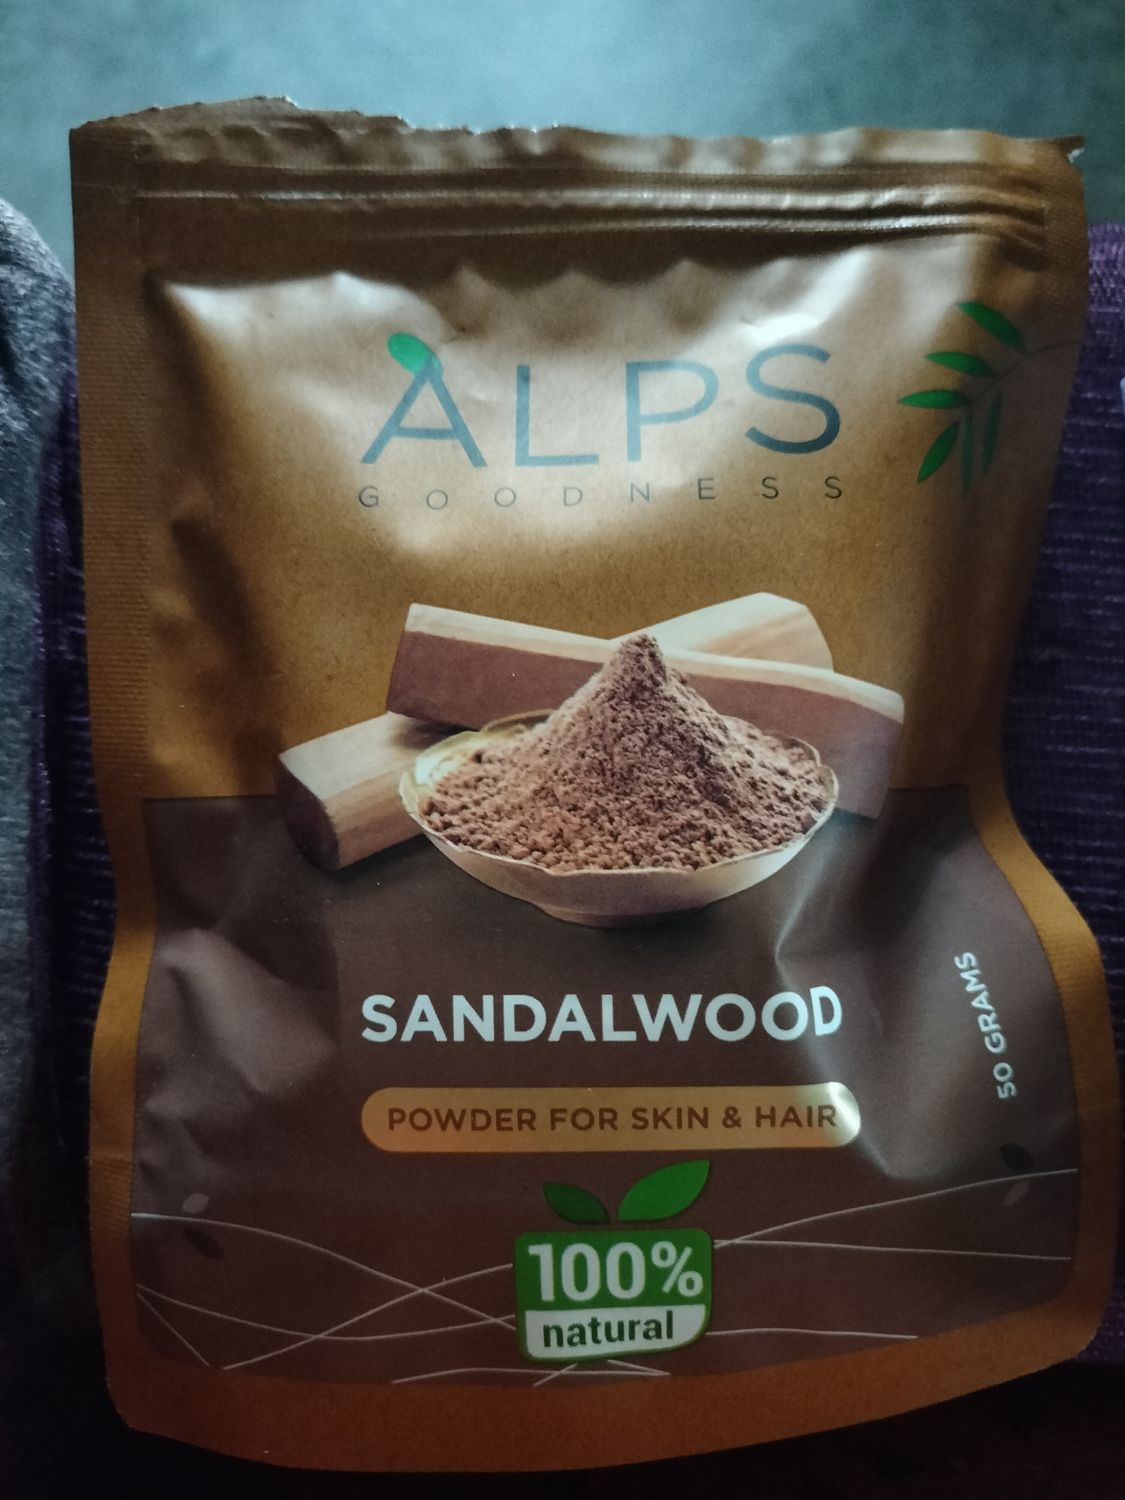 ALPS
GOODNESS
SANDALWOOD
50 GRAMS
POWDER FOR SKIN & HAIR
100%
natural